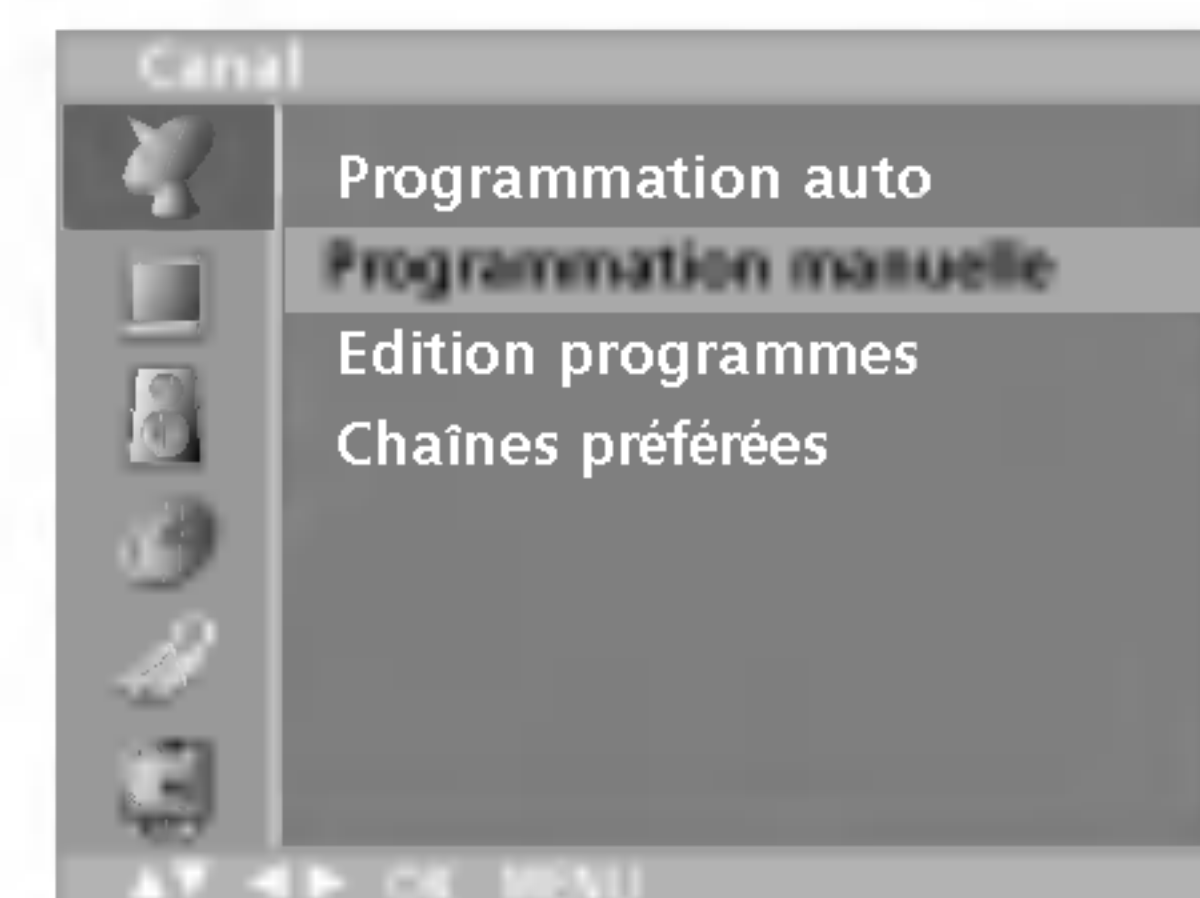 Canal
Programmation auto
Programmation manuelle
Edition programmes
Chaînes préférées
▲▼ ◀▶ OK MENU